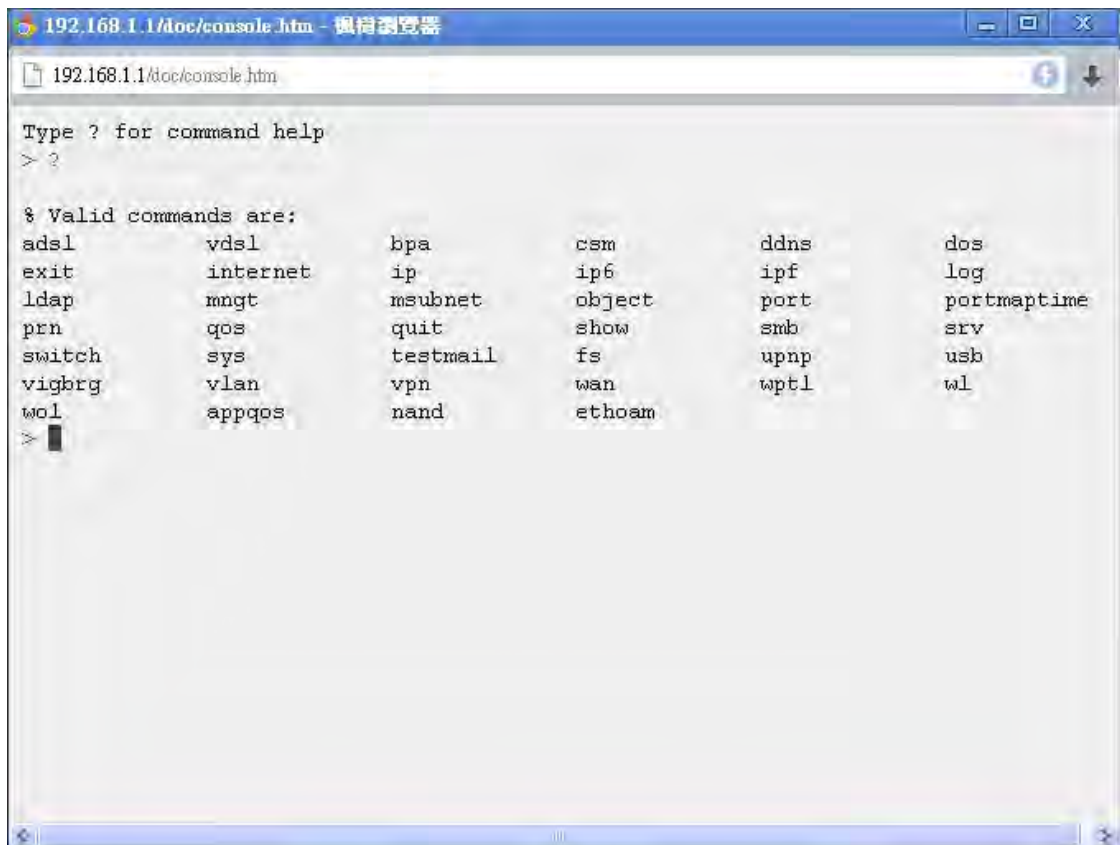 192.168.1.1/doc/console.htm - 楓樹瀏覽器
192.168.1.1/doc/console.htm
Type ? for command help
> ?
% Valid commands are:
adsl vdsl bpa csm ddns dos
exit internet ip ip6 ipf log
ldap mngt msubnet object port portmaptime
prn qos quit show smb srv
switch sys testmail fs upnp usb
vigbrg vlan vpn wan wptl wl
wol appqos nand ethoam
>